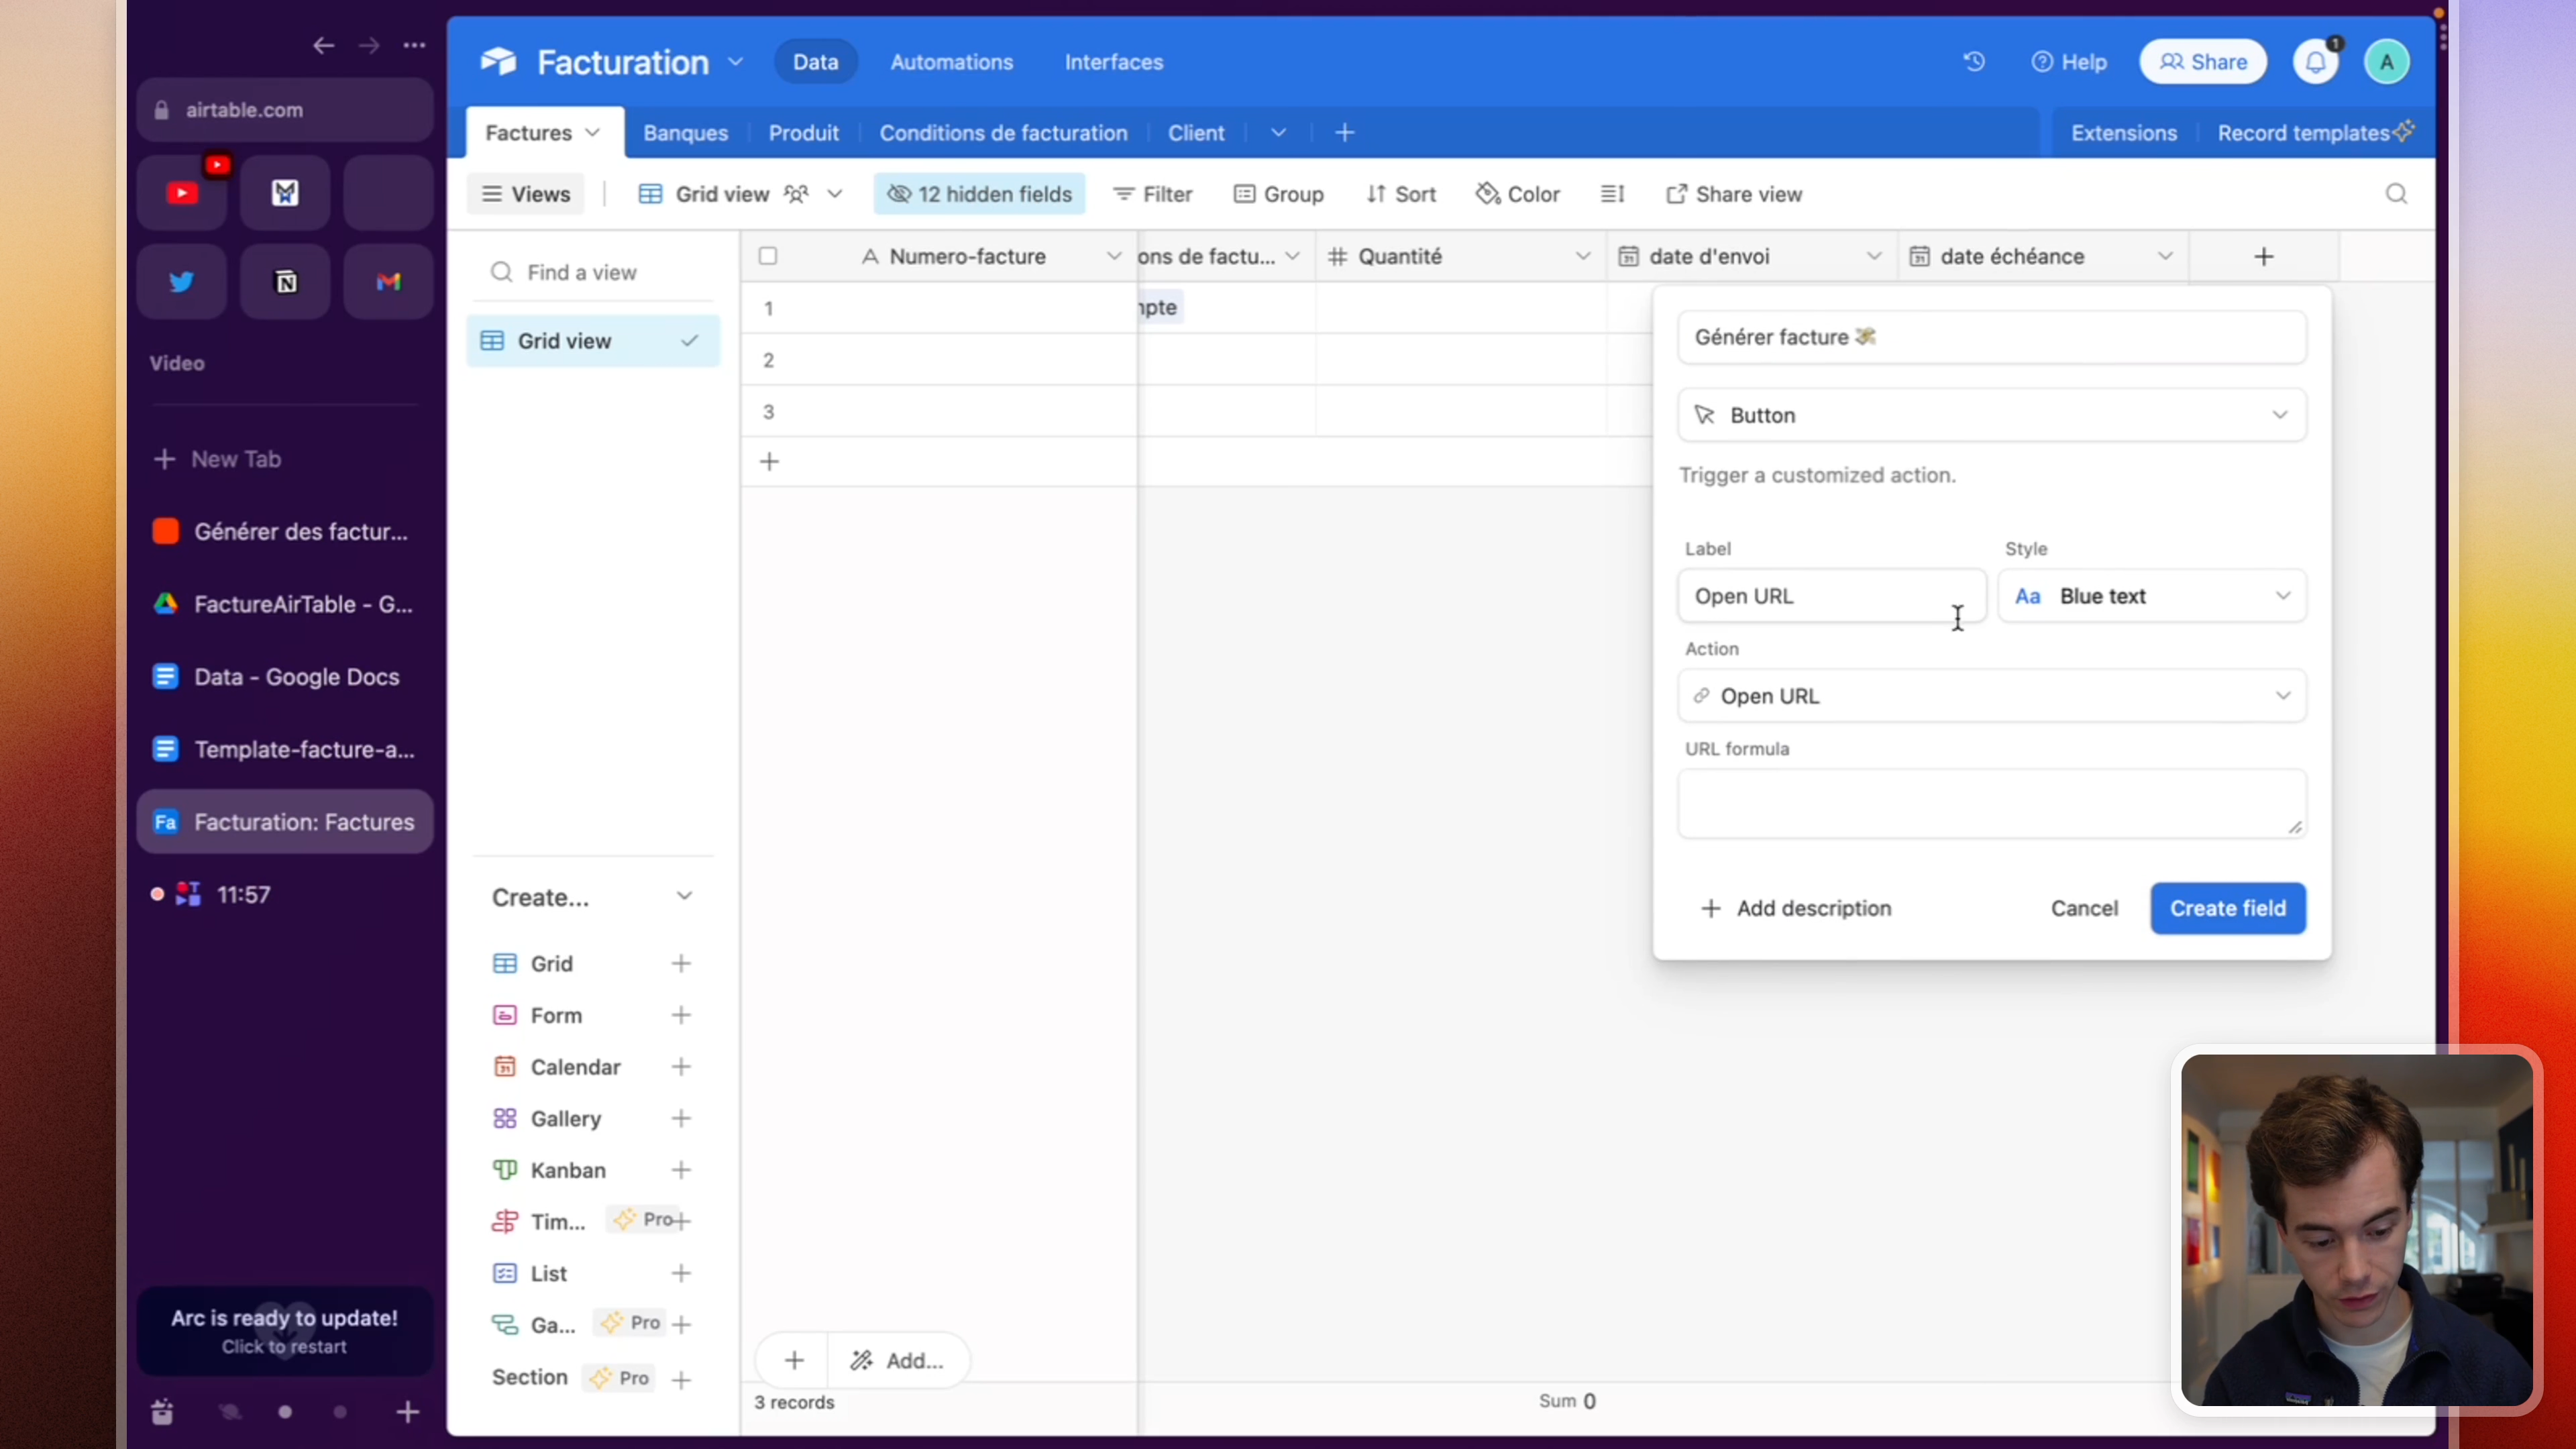 airtable.com
Video
New Tab
Générer des factur...
FactureAirTable - G...
Data - Google Docs
Template-facture-a...
Fa Facturation: Factures
11:57
Arc is ready to update!
Click to restart
Facturation
Data
Automations
Interfaces
Help
Share
1
A
Factures
Banques
Produit
Conditions de facturation
Client
Extensions
Record templates
Views
Grid view
12 hidden fields
Filter
Group
Sort
Color
Share view
Find a view
Grid view
Create...
Grid
Form
Calendar
Gallery
Kanban
Tim... Pro
List
Ga... Pro
Section Pro
A Numero-facture
ons de factu...
# Quantité
date d'envoi
date échéance
1
npte
2
3
Add...
3 records
Sum 0
Générer facture 💸
Button
Trigger a customized action.
Label
Style
Open URL
Aa Blue text
Action
Open URL
URL formula
Add description
Cancel
Create field